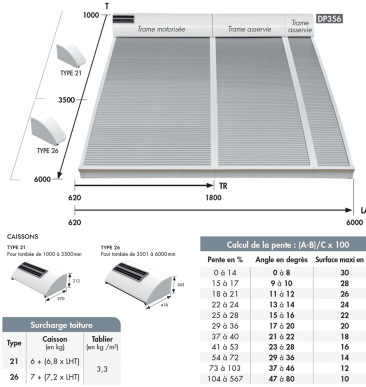 T
1000
Trame motorisée
Trame asservie
Trame
asservie
DP356
TYPE 21
3500
TYPE 26
6000
TR
620
1800
620
6000
CAISSONS
TYPE 21
Pour tombée de 1000 à 3500mm
TYPE 26
Pour tombée de 3501 à 6000mm
212
370
263
410
Surcharge toiture
Type
Caisson
(en kg)
Tablier
(en kg /m²)
21
6 + (6,8 x LHT)
3,3
26
7 + (7,2 x LHT)
Calcul de la pente : (A-B)/C x 100
Pente en % Angle en degrés Surface maxi en
0 à 14 0 à 8 30
15 à 17 9 à 10 28
18 à 21 11 à 12 26
22 à 24 13 à 14 24
25 à 28 15 à 16 22
29 à 36 17 à 20 20
37 à 40 21 à 22 18
41 à 53 23 à 28 16
54 à 72 29 à 36 14
73 à 103 37 à 46 12
104 à 567 47 à 80 10